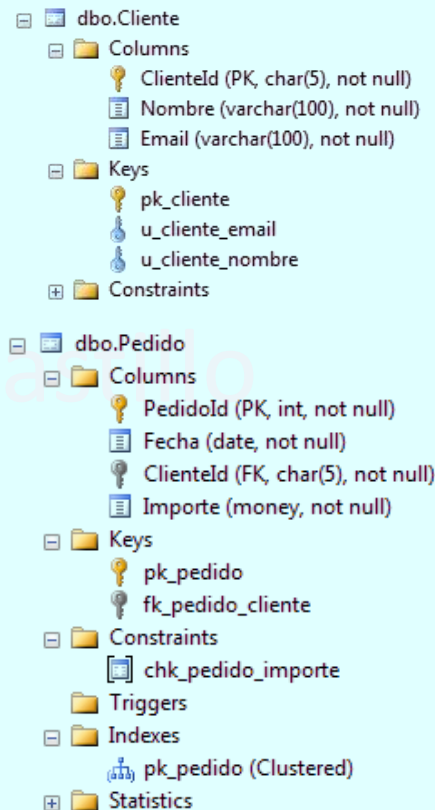 dbo.Cliente
Columns
ClienteId (PK, char(5), not null)
Nombre (varchar(100), not null)
Email (varchar(100), not null)
Keys
pk_cliente
u_cliente_email
u_cliente_nombre
Constraints
dbo.Pedido
astillo
Columns
PedidoId (PK, int, not null)
Fecha (date, not null)
ClienteId (FK, char(5), not null)
Importe (money, not null)
Keys
pk_pedido
fk_pedido_cliente
Constraints
chk_pedido_importe
Triggers
Indexes
pk_pedido (Clustered)
Statistics